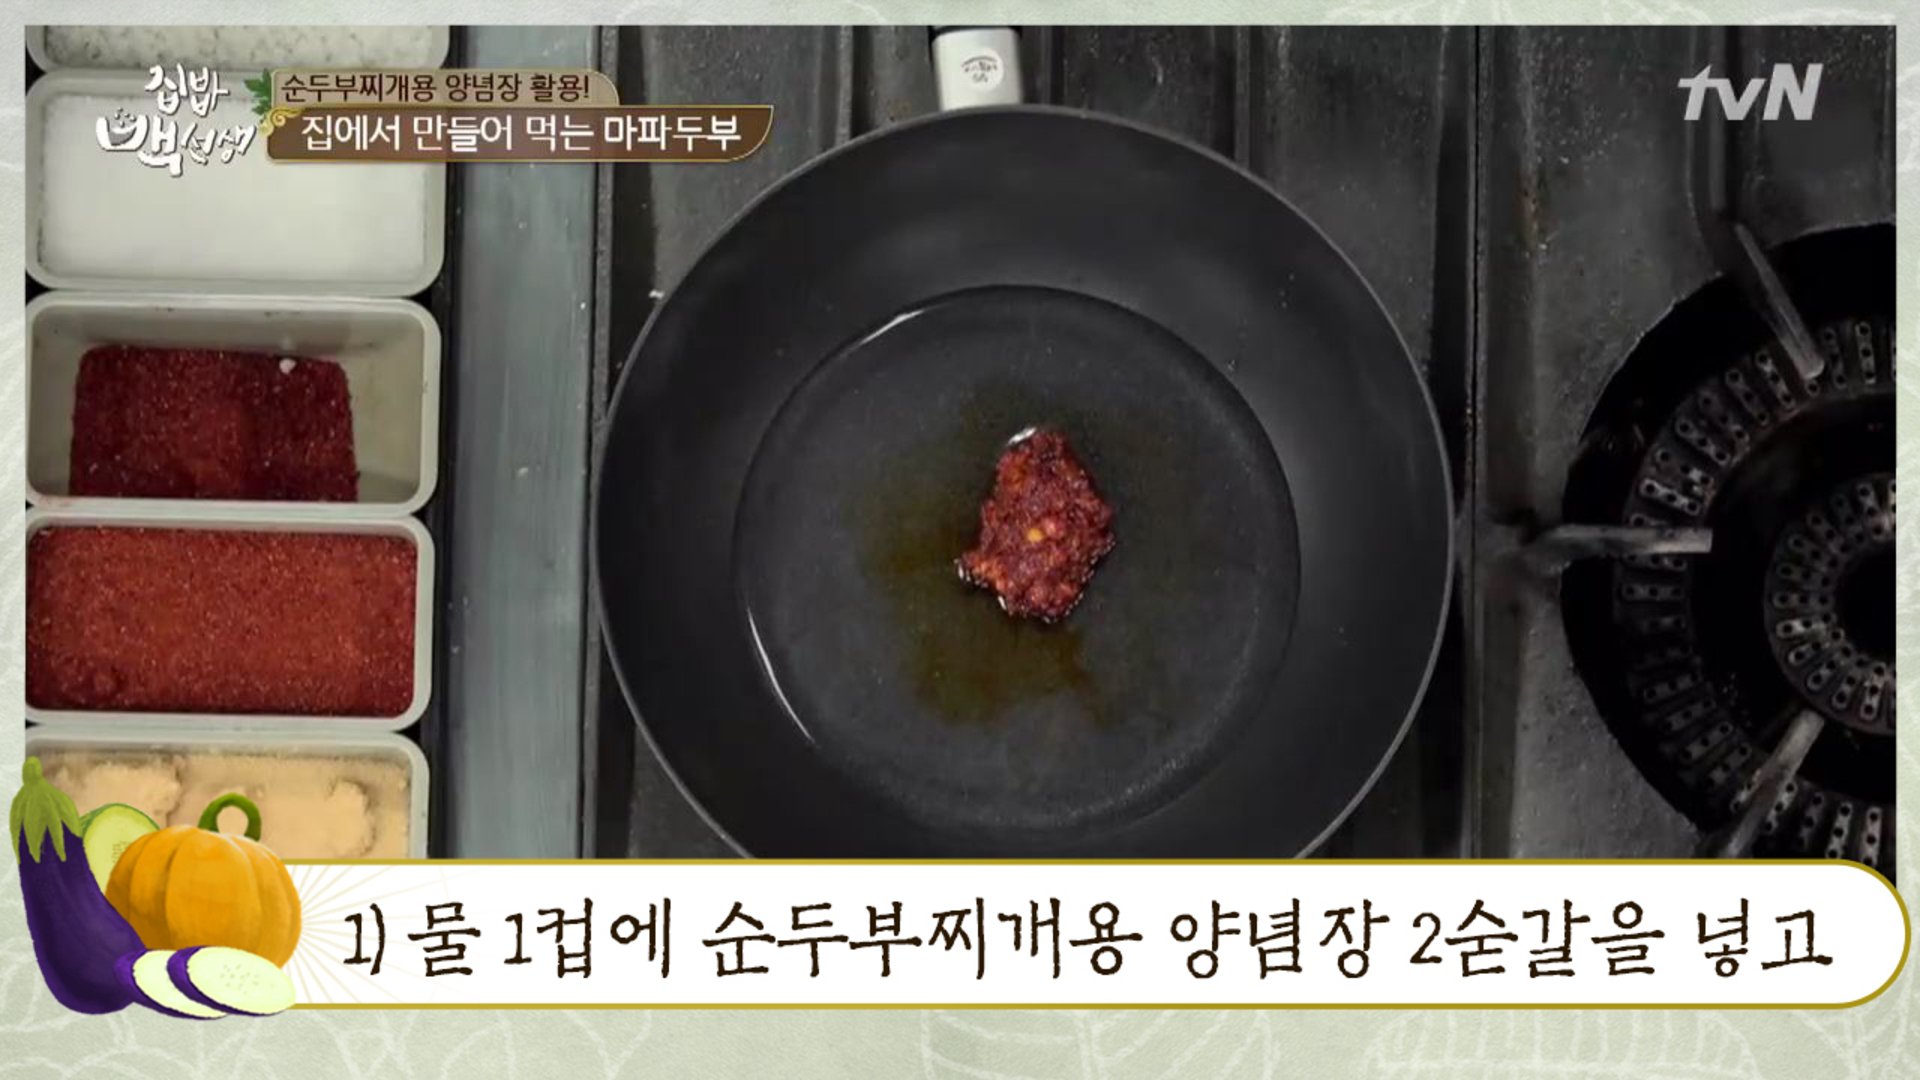 집밥
백선생
순두부찌개용 양념장 활용!
집에서 만들어 먹는 마파두부
tvN
1) 물 1컵에 순두부찌개용 양념장 2숟갈을 넣고